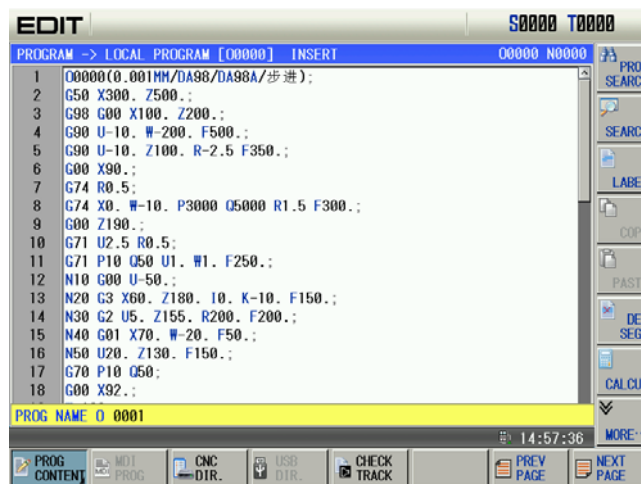 EDIT
S0000 T0000
PROGRAM -> LOCAL PROGRAM [O0000] INSERT
O0000 N0000
1 O0000(0.001MM/DA98/DA98A/步进);
2 G50 X300. Z500.;
3 G98 G00 X100. Z200.;
4 G90 U-10. W-200. F500.;
5 G90 U-10. Z100. R-2.5 F350.;
6 G00 X90.;
7 G74 R0.5;
8 G74 X0. W-10. P3000 Q5000 R1.5 F300.;
9 G00 Z190.;
10 G71 U2.5 R0.5;
11 G71 P10 Q50 U1. W1. F250.;
12 N10 G00 U-50.;
13 N20 G3 X60. Z180. I0. K-10. F150.;
14 N30 G2 U5. Z155. R200. F200.;
15 N40 G01 X70. W-20. F50.;
16 N50 U20. Z130. F150.;
17 G70 P10 Q50;
18 G00 X92.;
PROG NAME O 0001
14:57:36
PRO
SEARC
SEARC
LABE
COP
PAST
DE
SEG
CALCU
MORE··
PROG
CONTENT
MDI
PROG
CNC
DIR.
USB
DIR.
CHECK
TRACK
PREV
PAGE
NEXT
PAGE